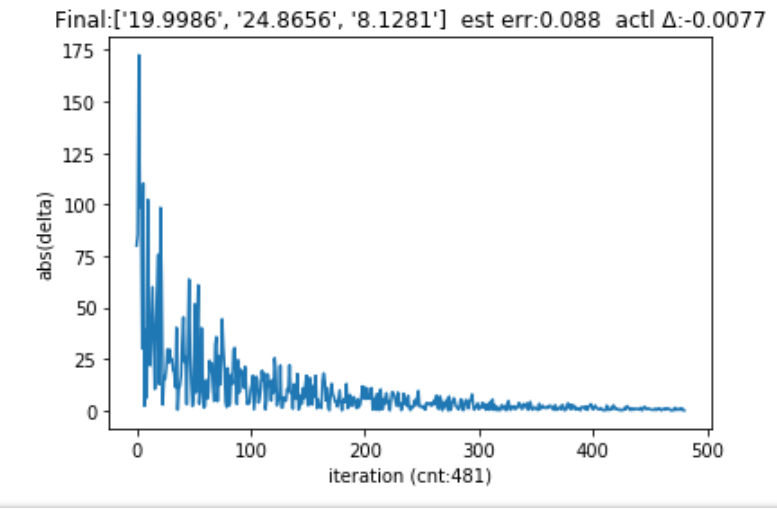 Final:['19.9986', '24.8656', '8.1281']  est err:0.088  actl Δ:-0.0077
175
150
125
100
75
50
25
0
abs(delta)
0 100 200 300 400 500
iteration (cnt:481)